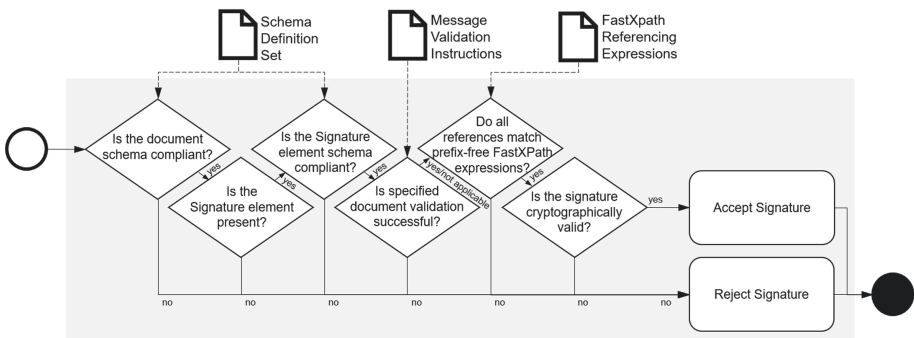 Schema
Definition
Set
Message
Validation
Instructions
FastXpath
Referencing
Expressions
Is the document
schema compliant?
yes
Is the
Signature element
present?
yes
Is the Signature
element schema
compliant?
yes
Is specified
document validation
successful?
yes/not applicable
Do all
references match
prefix-free FastXPath
expressions?
yes
Is the signature
cryptographically
valid?
yes
Accept Signature
no
no
no
no
no
no
no
Reject Signature